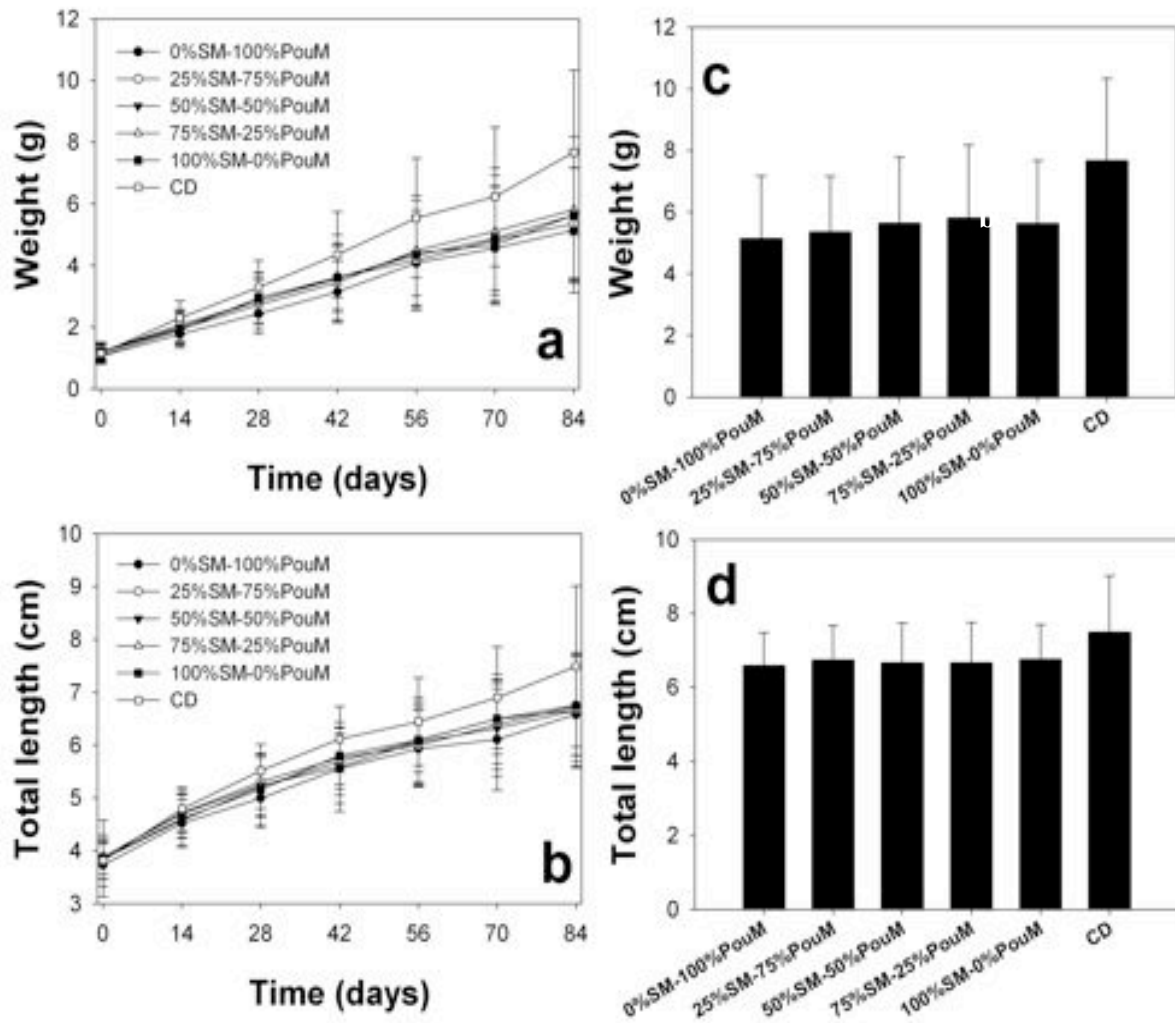 12
10
8
6
4
2
0
Weight (g)
0%SM-100%PouM
25%SM-75%PouM
50%SM-50%PouM
75%SM-25%PouM
100%SM-0%PouM
CD
a
0 14 28 42 56 70 84
Time (days)
12
10
8
6
4
2
0
Weight (g)
c
b
0%SM-100%PouM
25%SM-75%PouM
50%SM-50%PouM
75%SM-25%PouM
100%SM-0%PouM
CD
10
9
8
7
6
5
4
3
Total length (cm)
0%SM-100%PouM
25%SM-75%PouM
50%SM-50%PouM
75%SM-25%PouM
100%SM-0%PouM
CD
b
0 14 28 42 56 70 84
Time (days)
10
8
6
4
2
0
Total length (cm)
d
0%SM-100%PouM
25%SM-75%PouM
50%SM-50%PouM
75%SM-25%PouM
100%SM-0%PouM
CD